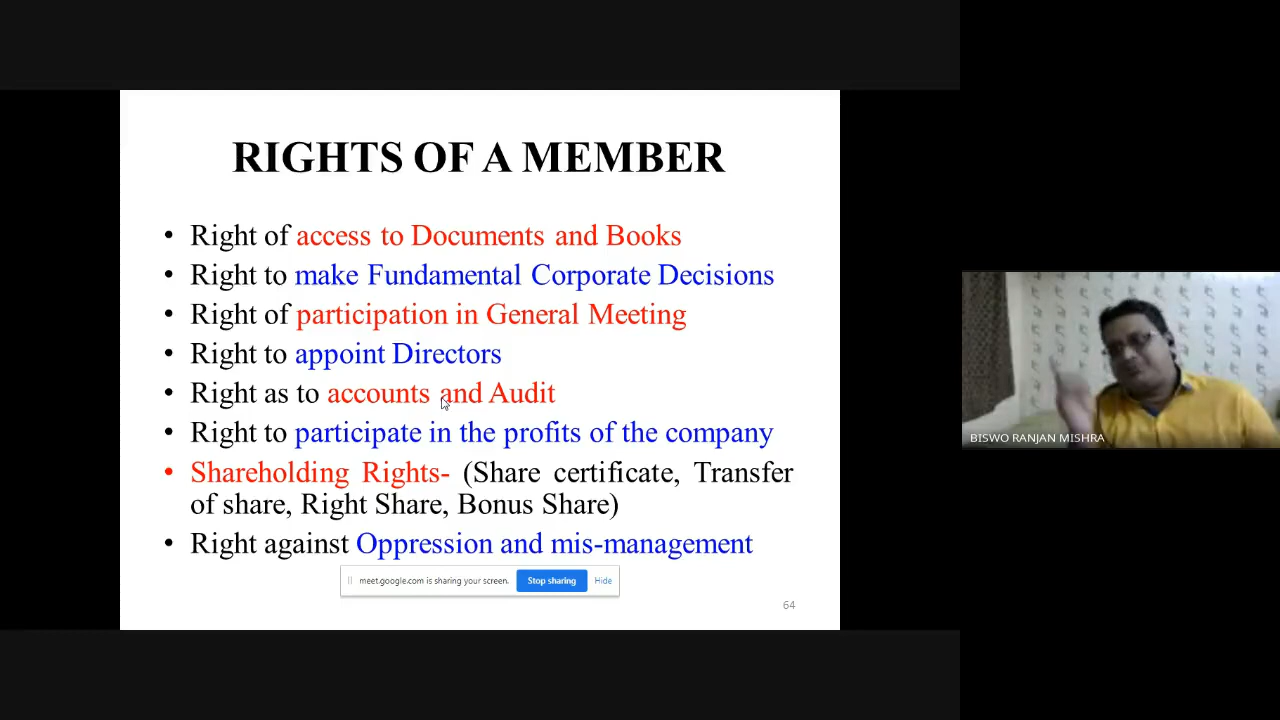 RIGHTS OF A MEMBER
• Right of access to Documents and Books
• Right to make Fundamental Corporate Decisions
• Right of participation in General Meeting
• Right to appoint Directors
• Right as to accounts and Audit
• Right to participate in the profits of the company
• Shareholding Rights- (Share certificate, Transfer
of share, Right Share, Bonus Share)
• Right against Oppression and mis-management
meet.google.com is sharing your screen. Stop sharing Hide
64
BISWO RANJAN MISHRA